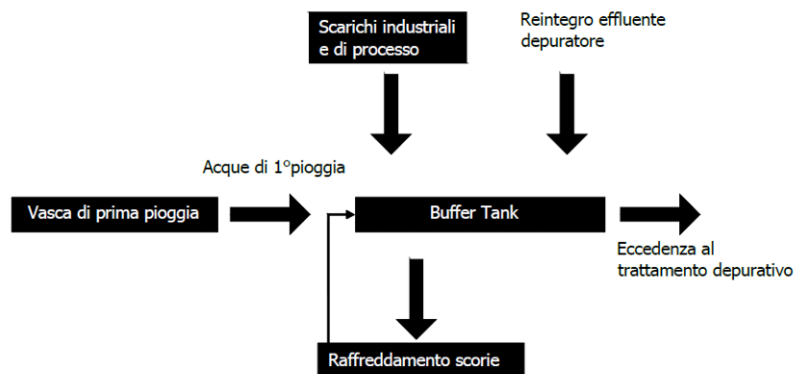 Scarichi industriali
e di processo
Reintegro effluente
depuratore
Acque di 1°pioggia
Vasca di prima pioggia
Buffer Tank
Eccedenza al
trattamento depurativo
Raffreddamento scorie